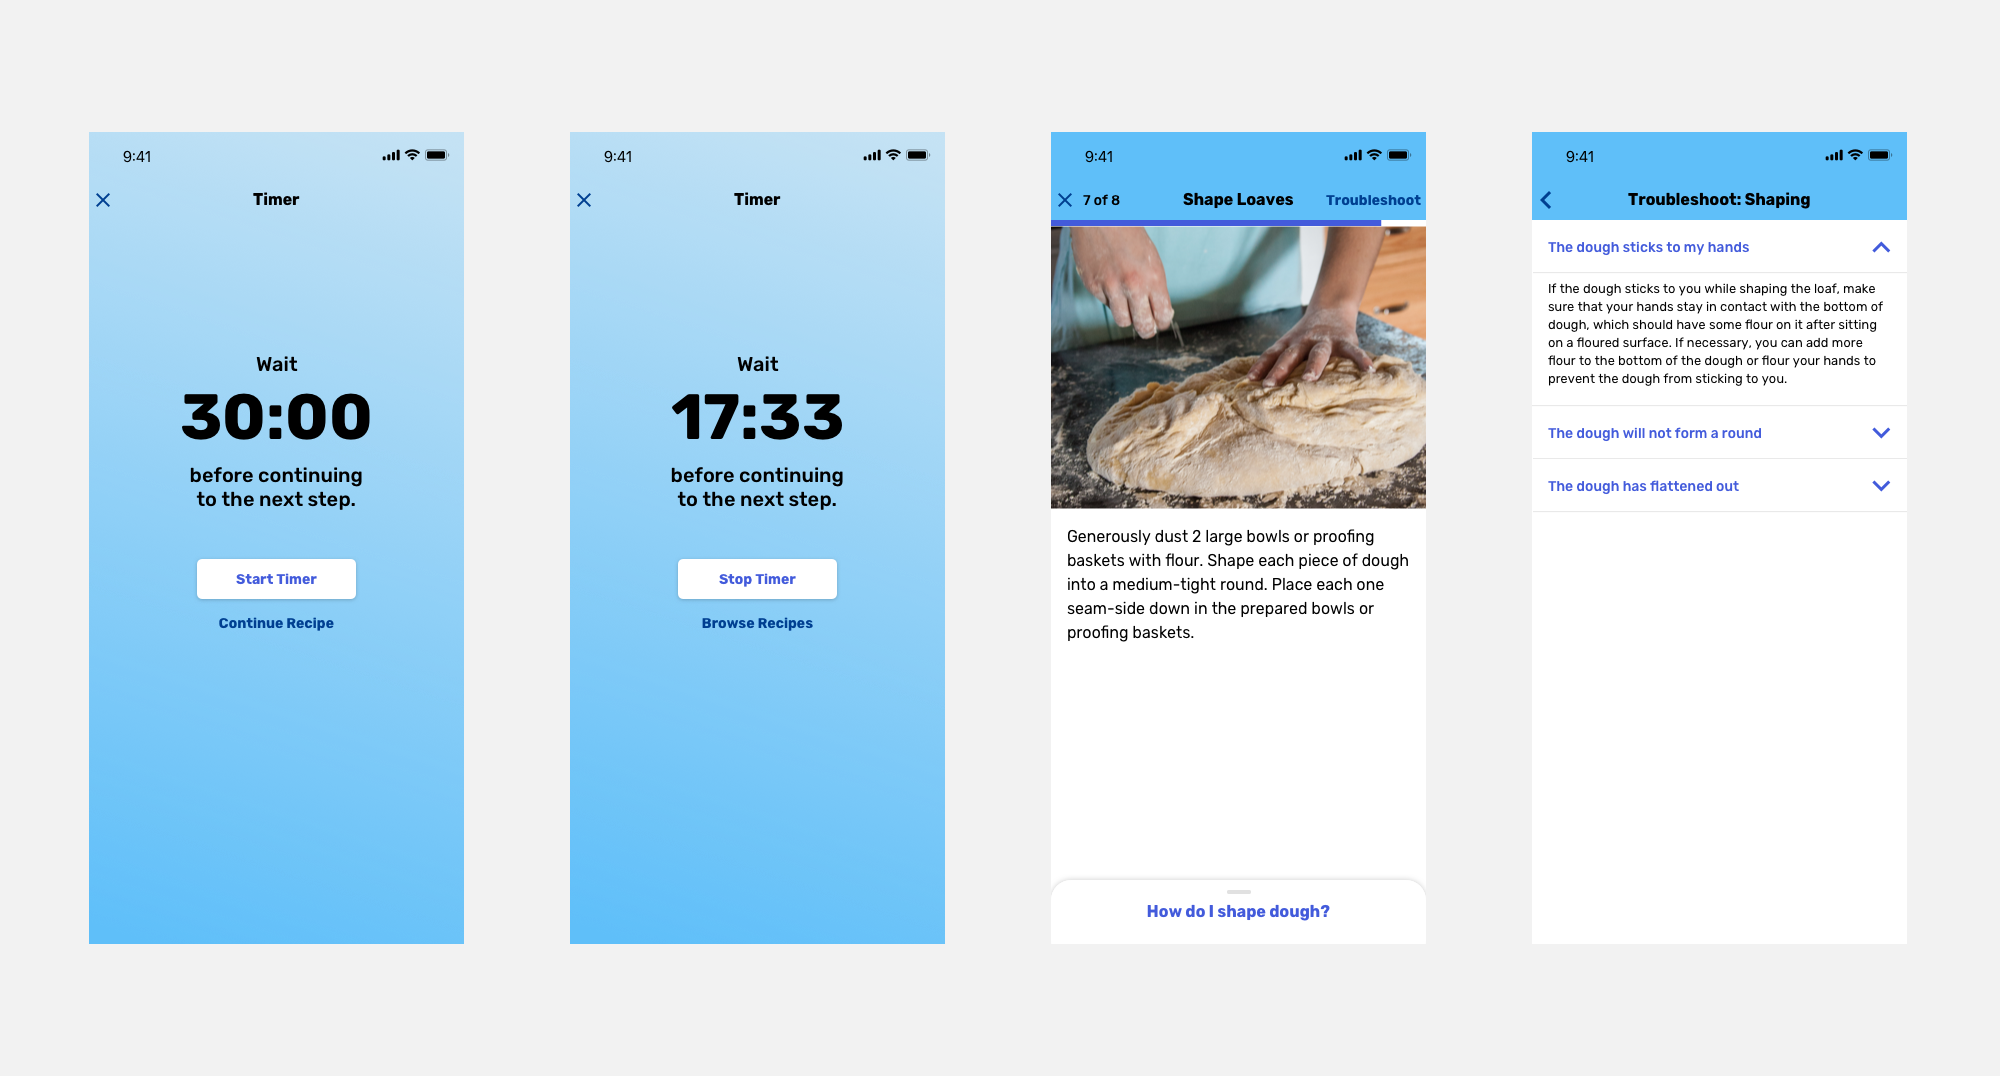 9:41
Timer
Wait
30:00
before continuing
to the next step.
Start Timer
Continue Recipe
9:41
Timer
Wait
17:33
before continuing
to the next step.
Stop Timer
Browse Recipes
9:41
7 of 8
Shape Loaves
Troubleshoot
Generously dust 2 large bowls or proofing
baskets with flour. Shape each piece of dough
into a medium-tight round. Place each one
seam-side down in the prepared bowls or
proofing baskets.
How do I shape dough?
9:41
Troubleshoot: Shaping
The dough sticks to my hands
If the dough sticks to you while shaping the loaf, make
sure that your hands stay in contact with the bottom of
dough, which should have some flour on it after sitting
on a floured surface. If necessary, you can add more
flour to the bottom of the dough or flour your hands to
prevent the dough from sticking to you.
The dough will not form a round
The dough has flattened out